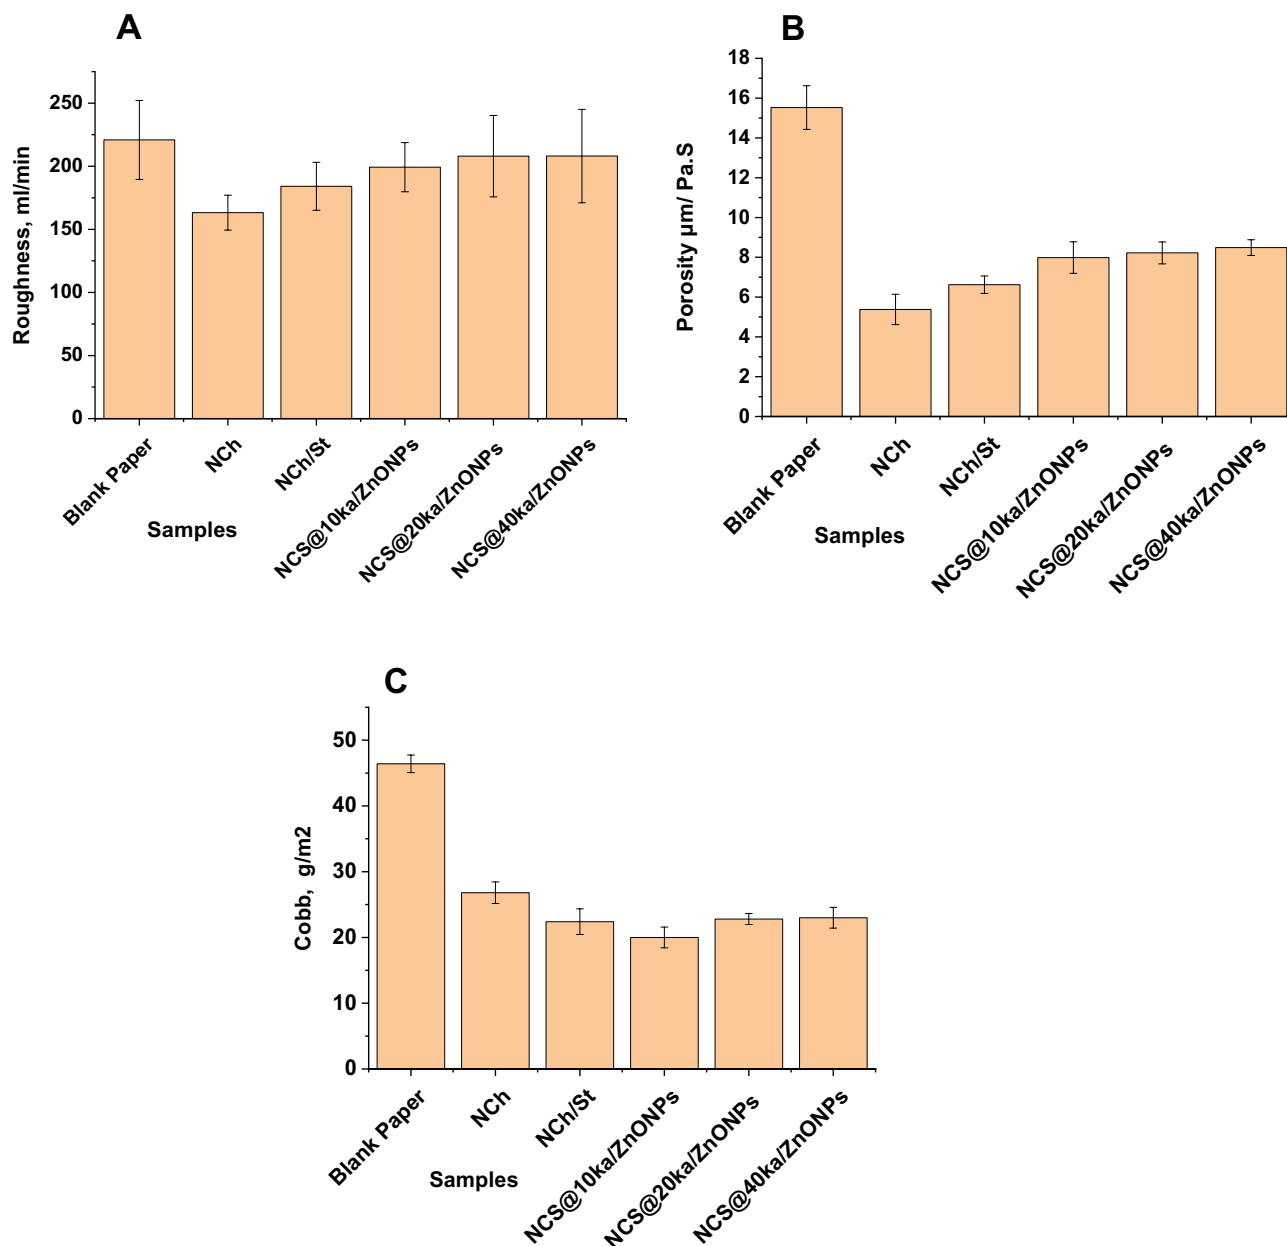 A
Roughness, ml/min
250
200
150
100
50
0
Blank Paper
NCh
NCh/St
NCS@10ka/ZnONPs
NCS@20ka/ZnONPs
NCS@40ka/ZnONPs
Samples
B
Porosity µm/ Pa.S
18
16
14
12
10
8
6
4
2
0
Blank Paper
NCh
NCh/St
NCS@10ka/ZnONPs
NCS@20ka/ZnONPs
NCS@40ka/ZnONPs
Samples
C
Cobb, g/m2
50
40
30
20
10
0
Blank Paper
NCh
NCh/St
NCS@10ka/ZnONPs
NCS@20ka/ZnONPs
NCS@40ka/ZnONPs
Samples